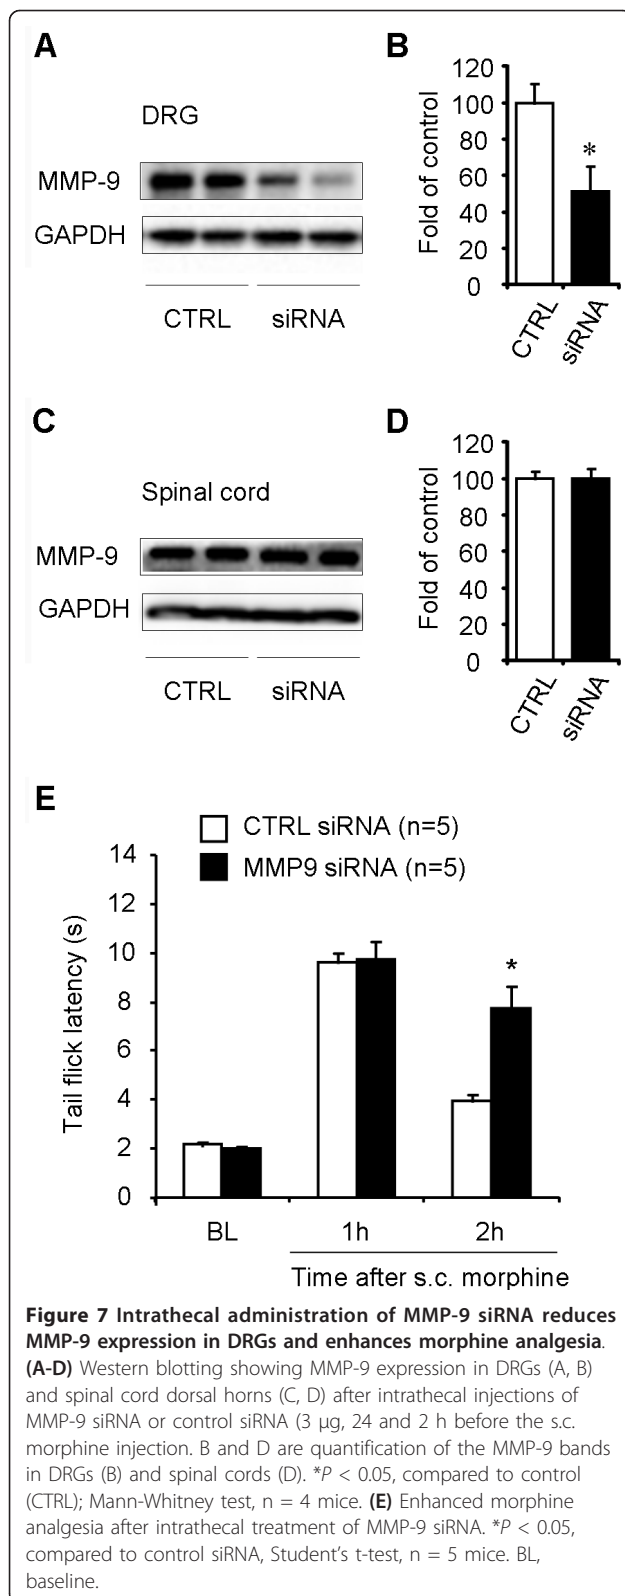 A
DRG
MMP-9
GAPDH
CTRL
siRNA
B
Fold of control
120
100
80
60
40
20
0
*
CTRL
siRNA
C
Spinal cord
MMP-9
GAPDH
CTRL
siRNA
D
Fold of control
120
100
80
60
40
20
0
CTRL
siRNA
E
CTRL siRNA (n=5)
MMP9 siRNA (n=5)
Tail flick latency (s)
14
12
10
8
6
4
2
0
*
BL
1h
2h
Time after s.c. morphine
Figure 7 Intrathecal administration of MMP-9 siRNA reduces
MMP-9 expression in DRGs and enhances morphine analgesia.
(A-D) Western blotting showing MMP-9 expression in DRGs (A, B)
and spinal cord dorsal horns (C, D) after intrathecal injections of
MMP-9 siRNA or control siRNA (3 μg, 24 and 2 h before the s.c.
morphine injection. B and D are quantification of the MMP-9 bands
in DRGs (B) and spinal cords (D). *P < 0.05, compared to control
(CTRL); Mann-Whitney test, n = 4 mice. (E) Enhanced morphine
analgesia after intrathecal treatment of MMP-9 siRNA. *P < 0.05,
compared to control siRNA, Student's t-test, n = 5 mice. BL,
baseline.